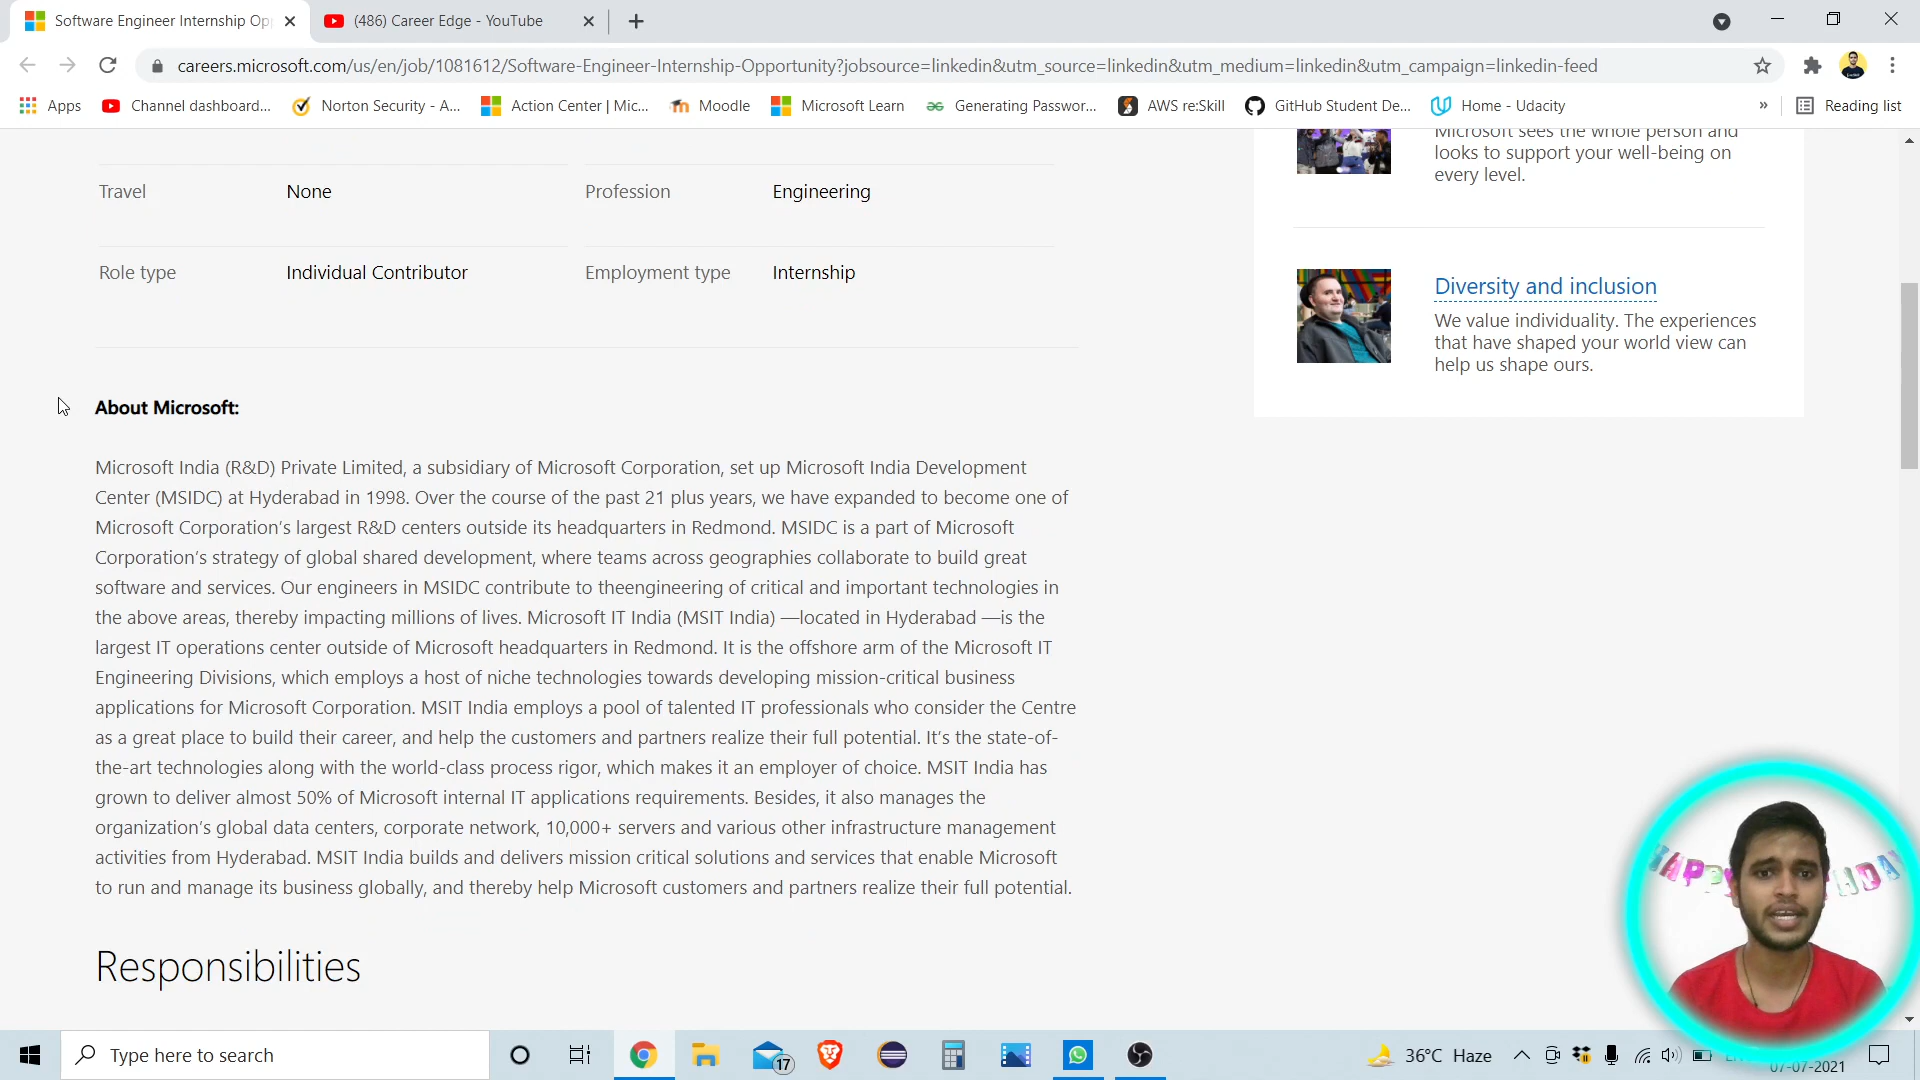 Software Engineer Internship Op
(486) Career Edge - YouTube
careers.microsoft.com/us/en/job/1081612/Software-Engineer-Internship-Opportunity?jobsource=linkedin&utm_source=linkedin&utm_medium=linkedin&utm_campaign=linkedin-feed
Apps
Channel dashboard...
Norton Security - A...
Action Center | Mic...
Moodle
Microsoft Learn
Generating Passwor...
AWS re:Skill
GitHub Student De...
Home - Udacity
»
Reading list
Travel
None
Profession
Engineering
Role type
Individual Contributor
Employment type
Internship
About Microsoft:
Microsoft India (R&D) Private Limited, a subsidiary of Microsoft Corporation, set up Microsoft India Development
Center (MSIDC) at Hyderabad in 1998. Over the course of the past 21 plus years, we have expanded to become one of
Microsoft Corporation's largest R&D centers outside its headquarters in Redmond. MSIDC is a part of Microsoft
Corporation's strategy of global shared development, where teams across geographies collaborate to build great
software and services. Our engineers in MSIDC contribute to theengineering of critical and important technologies in
the above areas, thereby impacting millions of lives. Microsoft IT India (MSIT India) —located in Hyderabad —is the
largest IT operations center outside of Microsoft headquarters in Redmond. It is the offshore arm of the Microsoft IT
Engineering Divisions, which employs a host of niche technologies towards developing mission-critical business
applications for Microsoft Corporation. MSIT India employs a pool of talented IT professionals who consider the Centre
as a great place to build their career, and help the customers and partners realize their full potential. It's the state-of-
the-art technologies along with the world-class process rigor, which makes it an employer of choice. MSIT India has
grown to deliver almost 50% of Microsoft internal IT applications requirements. Besides, it also manages the
organization's global data centers, corporate network, 10,000+ servers and various other infrastructure management
activities from Hyderabad. MSIT India builds and delivers mission critical solutions and services that enable Microsoft
to run and manage its business globally, and thereby help Microsoft customers and partners realize their full potential.
Responsibilities
Microsoft sees the whole person and
looks to support your well-being on
every level.
Diversity and inclusion
We value individuality. The experiences
that have shaped your world view can
help us shape ours.
Type here to search
17
36°C Haze
07-07-2021